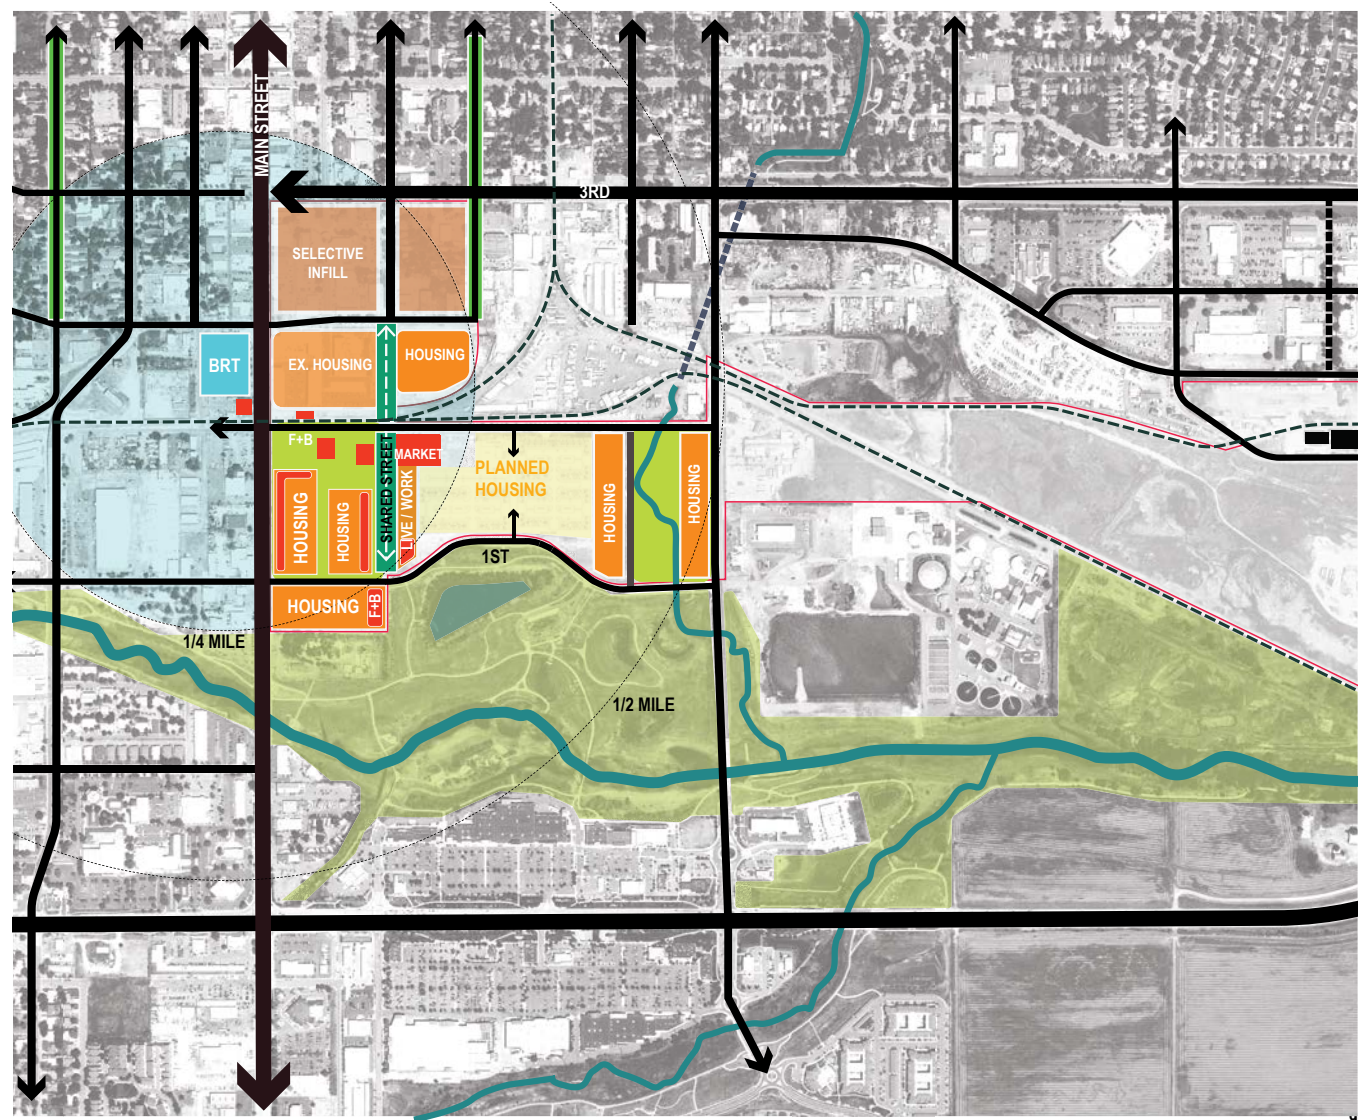 MAIN STREET
3RD
SELECTIVE
INFILL
BRT
EX. HOUSING
HOUSING
F+B
SHARED STREET
MARKET
LIVE / WORK
PLANNED
HOUSING
HOUSING
HOUSING
HOUSING
HOUSING
1ST
HOUSING
F+B
1/4 MILE
1/2 MILE